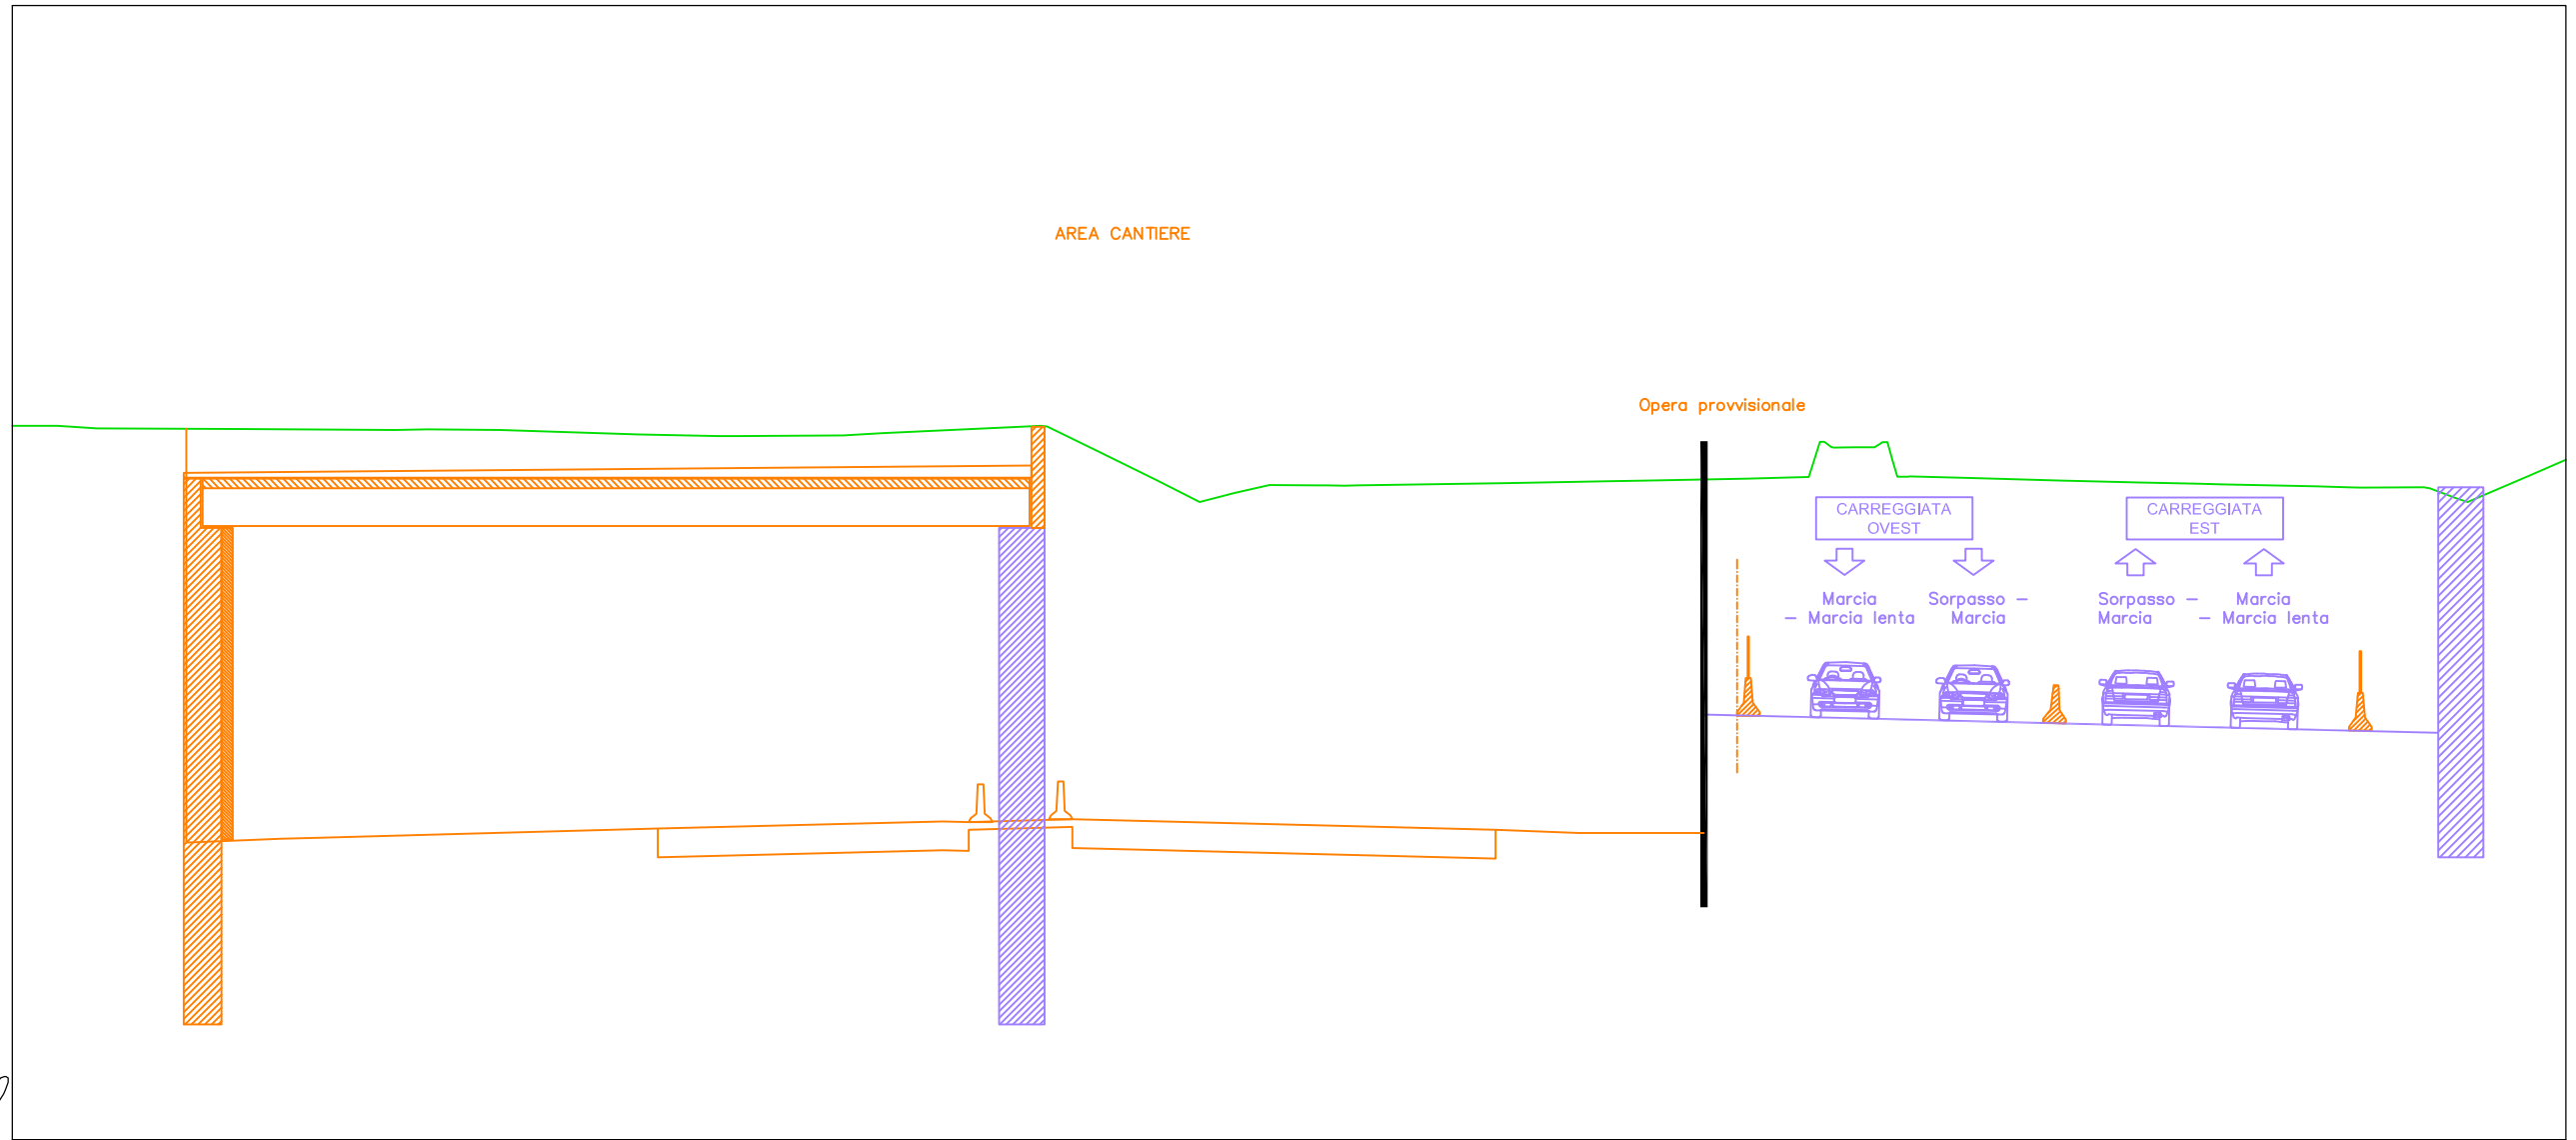 AREA CANTIERE
Opera provvisionale
CARREGGIATA
OVEST
CARREGGIATA
EST
Marcia
– Marcia lenta
Sorpasso –
Marcia
Sorpasso –
Marcia
Marcia
– Marcia lenta